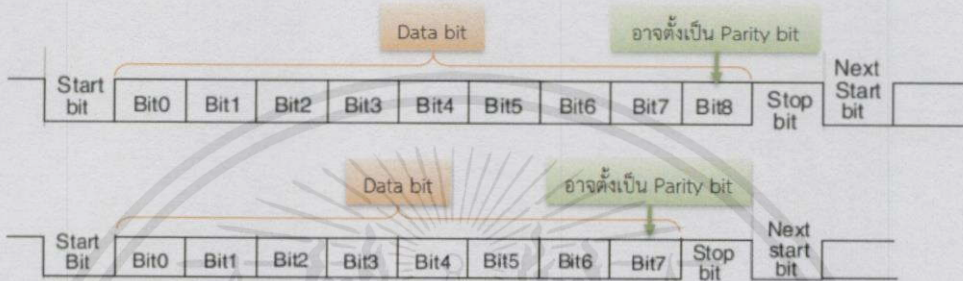 Data bit
อาจตั้งเป็น Parity bit
Start bit Bit0 Bit1 Bit2 Bit3 Bit4 Bit5 Bit6 Bit7 Bit8 Stop bit Next Start bit
Data bit
อาจตั้งเป็น Parity bit
Start Bit Bit0 Bit1 Bit2 Bit3 Bit4 Bit5 Bit6 Bit7 Stop bit Next start bit